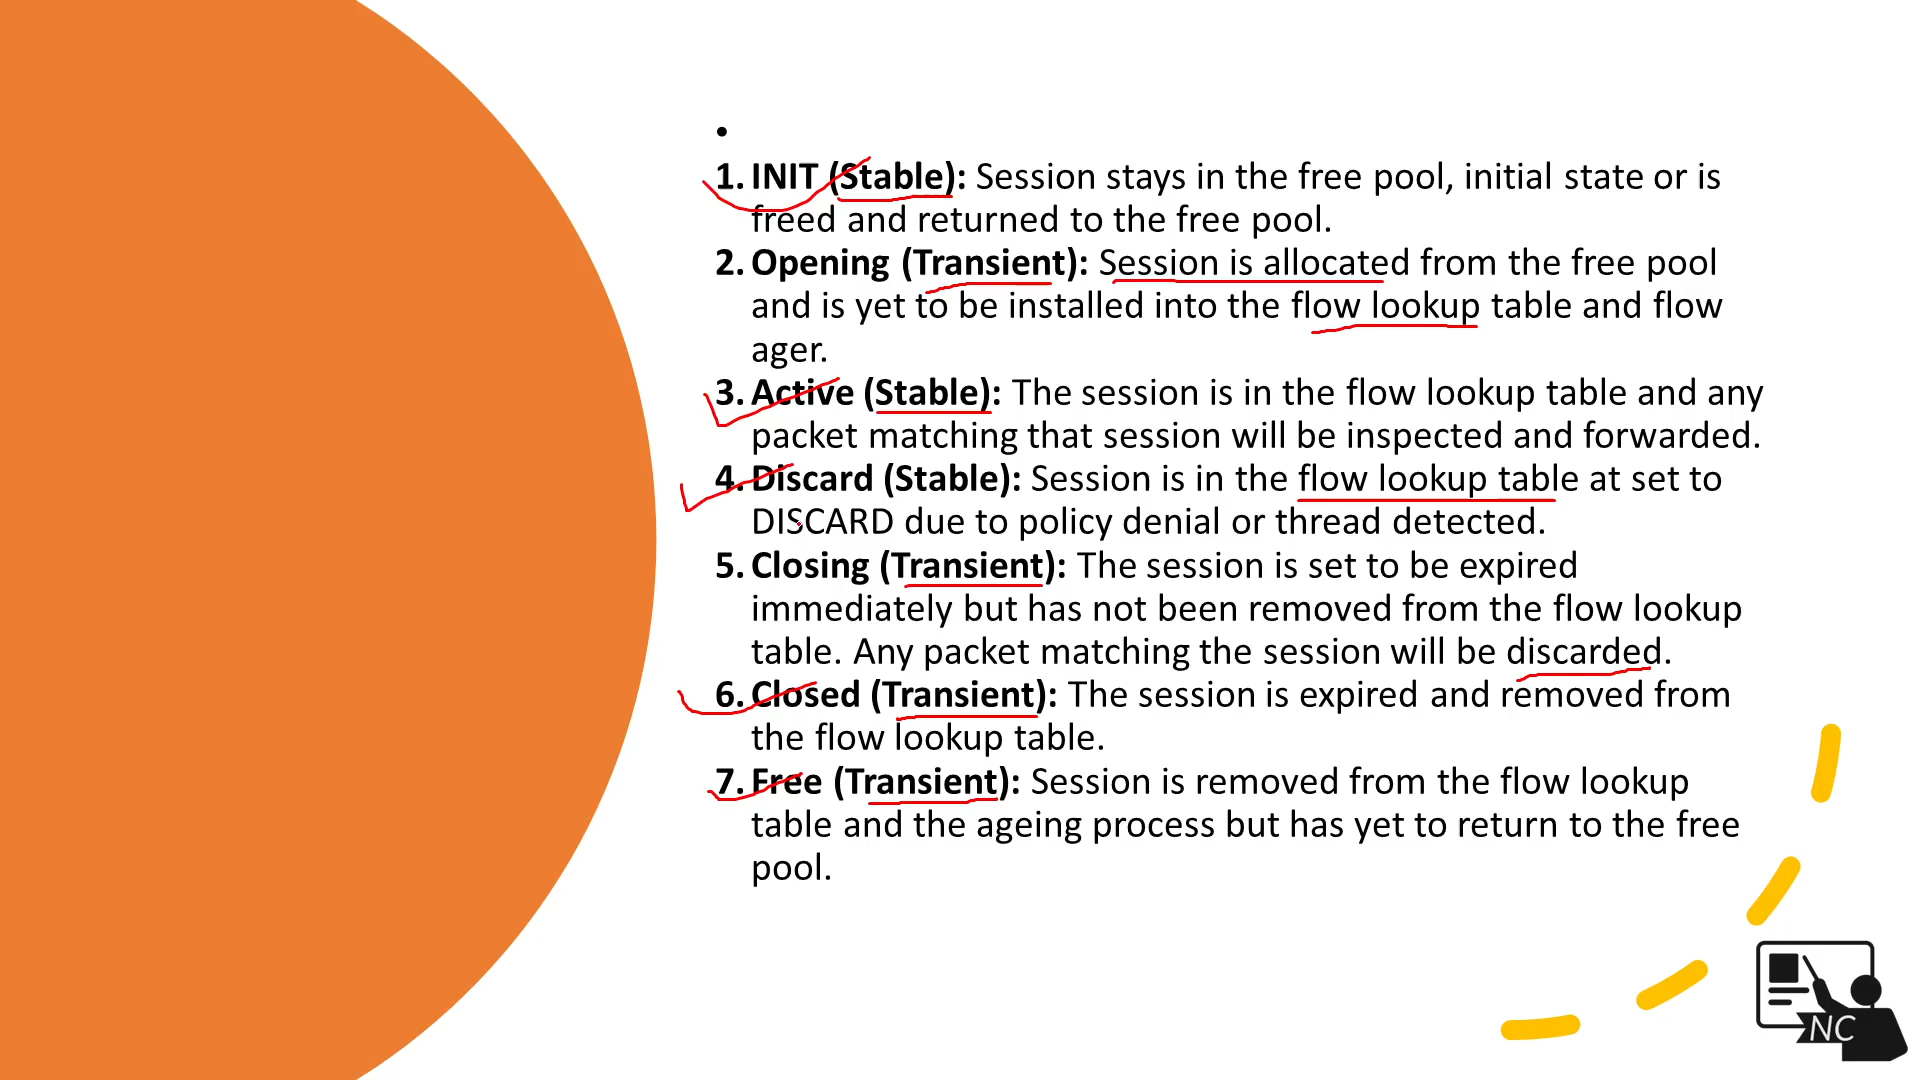 •
1. INIT (Stable): Session stays in the free pool, initial state or is
freed and returned to the free pool.
2. Opening (Transient): Session is allocated from the free pool
and is yet to be installed into the flow lookup table and flow
ager.
3. Active (Stable): The session is in the flow lookup table and any
packet matching that session will be inspected and forwarded.
4. Discard (Stable): Session is in the flow lookup table at set to
DISCARD due to policy denial or thread detected.
5. Closing (Transient): The session is set to be expired
immediately but has not been removed from the flow lookup
table. Any packet matching the session will be discarded.
6. Closed (Transient): The session is expired and removed from
the flow lookup table.
7. Free (Transient): Session is removed from the flow lookup
table and the ageing process but has yet to return to the free
pool.
NC